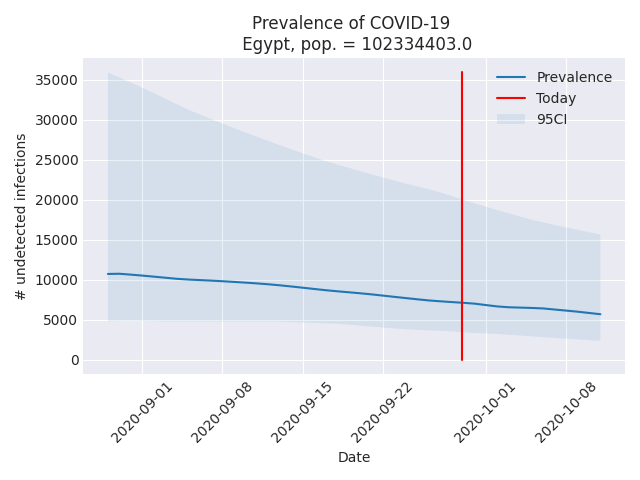 Prevalence of COVID-19
Egypt, pop. = 102334403.0
Prevalence
Today
95CI
# undetected infections
35000
30000
25000
20000
15000
10000
5000
0
2020-09-01
2020-09-08
2020-09-15
2020-09-22
2020-10-01
2020-10-08
Date